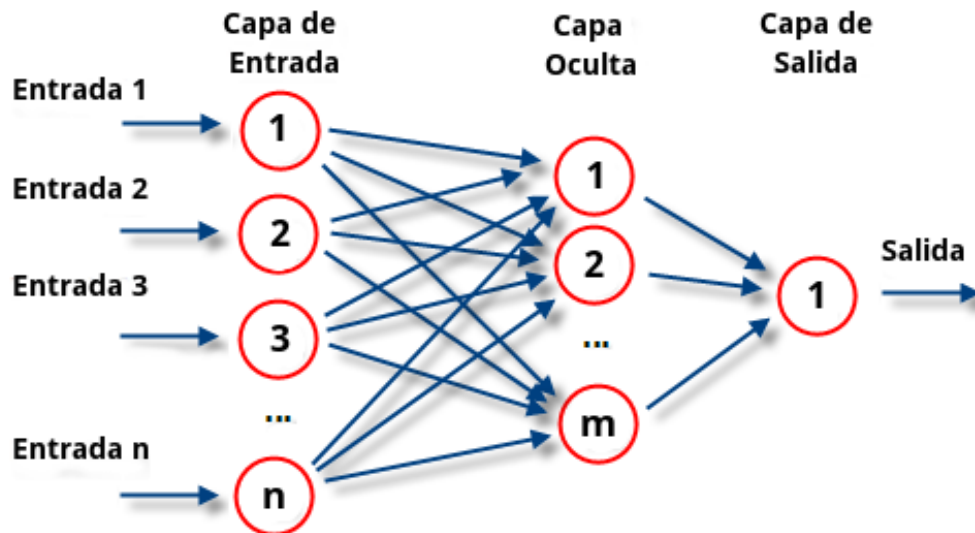 Capa de
Entrada
Capa
Oculta
Capa de
Salida
Entrada 1
Entrada 2
Entrada 3
Entrada n
1
2
3
...
n
1
2
...
m
1
Salida